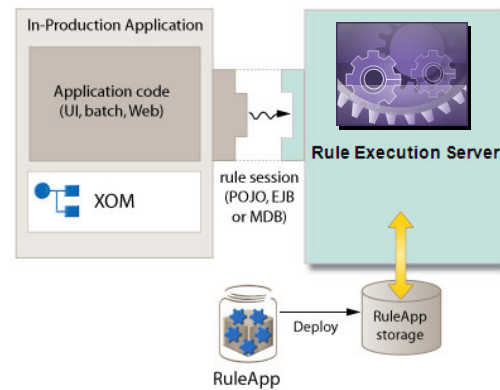 In-Production Application
Application code
(UI, batch, Web)
XOM
rule session
(POJO, EJB
or MDB)
Rule Execution Server
RuleApp
Deploy
RuleApp
storage